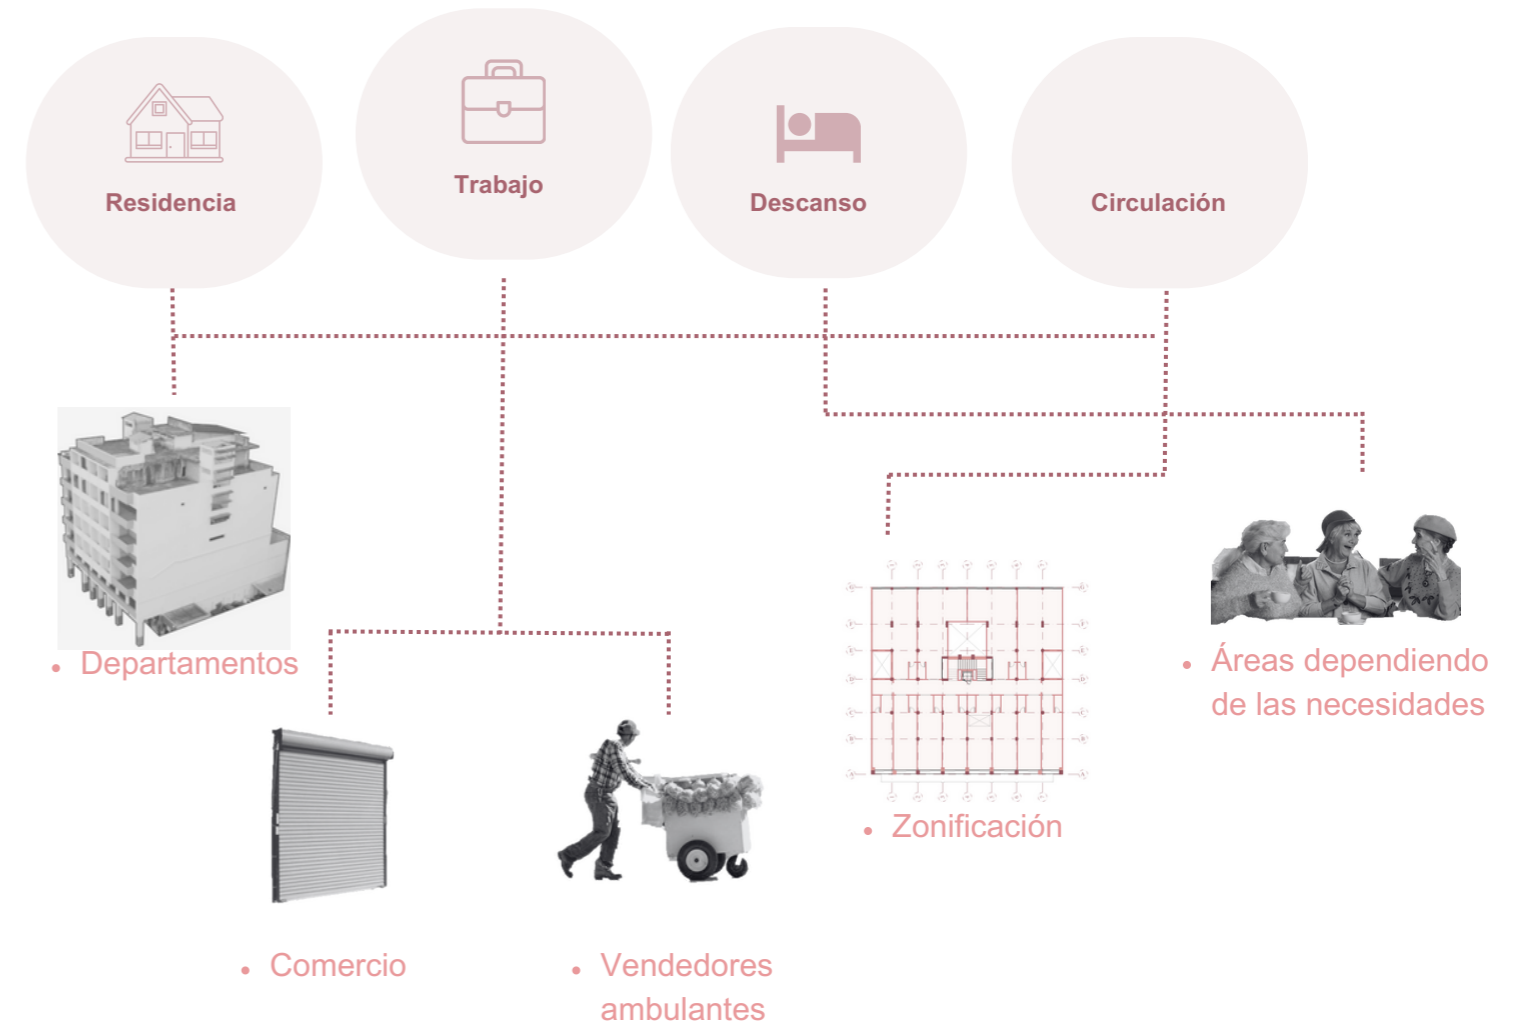 Residencia
Trabajo
Descanso
Circulación
• Departamentos
• Áreas dependiendo
de las necesidades
• Zonificación
• Comercio
• Vendedores
ambulantes